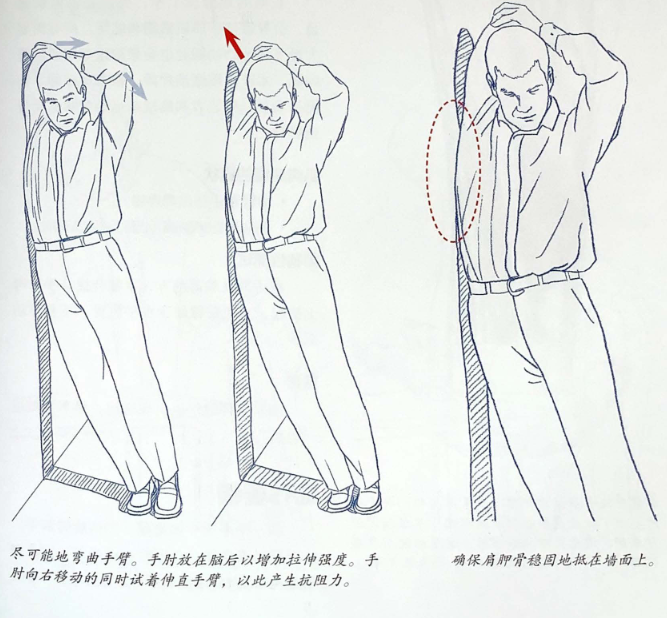 尽可能地弯曲手臂。手肘放在脑后以增加拉伸强度。手
肘向右移动的同时试着伸直手臂，以此产生抗阻力。
确保肩胛骨稳固地抵在墙面上。